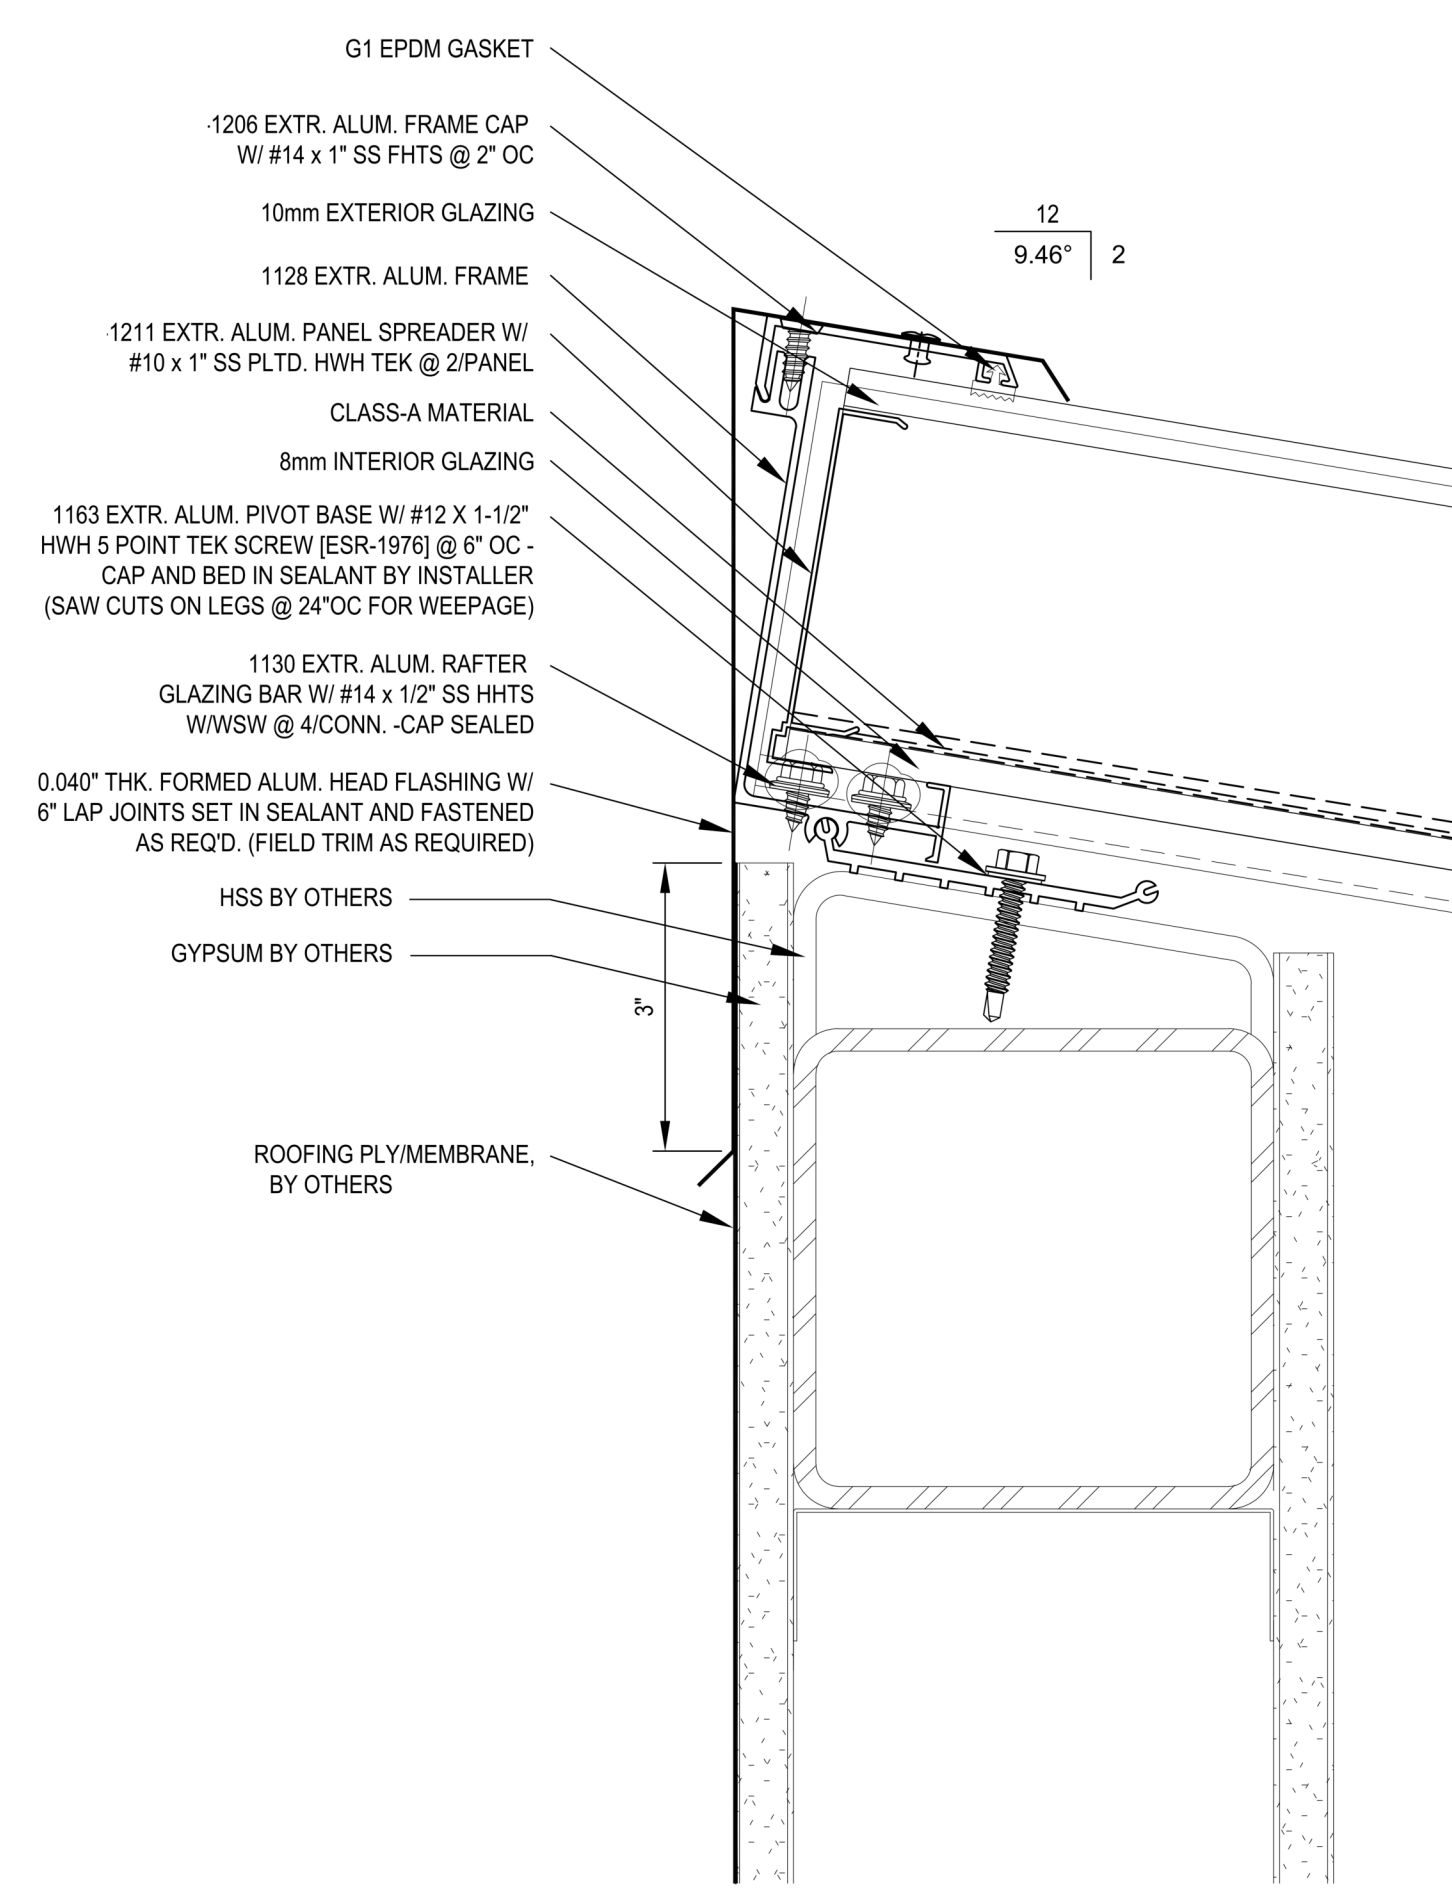 G1 EPDM GASKET
-1206 EXTR. ALUM. FRAME CAP
W/ #14 x 1" SS FHTS @ 2" OC
10mm EXTERIOR GLAZING
12
9.46° 2
1128 EXTR. ALUM. FRAME
-1211 EXTR. ALUM. PANEL SPREADER W/
#10 x 1" SS PLTD. HWH TEK @ 2/PANEL
CLASS-A MATERIAL
8mm INTERIOR GLAZING
1163 EXTR. ALUM. PIVOT BASE W/ #12 X 1-1/2"
HWH 5 POINT TEK SCREW [ESR-1976] @ 6" OC -
CAP AND BED IN SEALANT BY INSTALLER
(SAW CUTS ON LEGS @ 24"OC FOR WEEPAGE)
1130 EXTR. ALUM. RAFTER
GLAZING BAR W/ #14 x 1/2" SS HHTS
W/WSW @ 4/CONN. -CAP SEALED
0.040" THK. FORMED ALUM. HEAD FLASHING W/
6" LAP JOINTS SET IN SEALANT AND FASTENED
AS REQ'D. (FIELD TRIM AS REQUIRED)
HSS BY OTHERS
GYPSUM BY OTHERS
3"
ROOFING PLY/MEMBRANE,
BY OTHERS